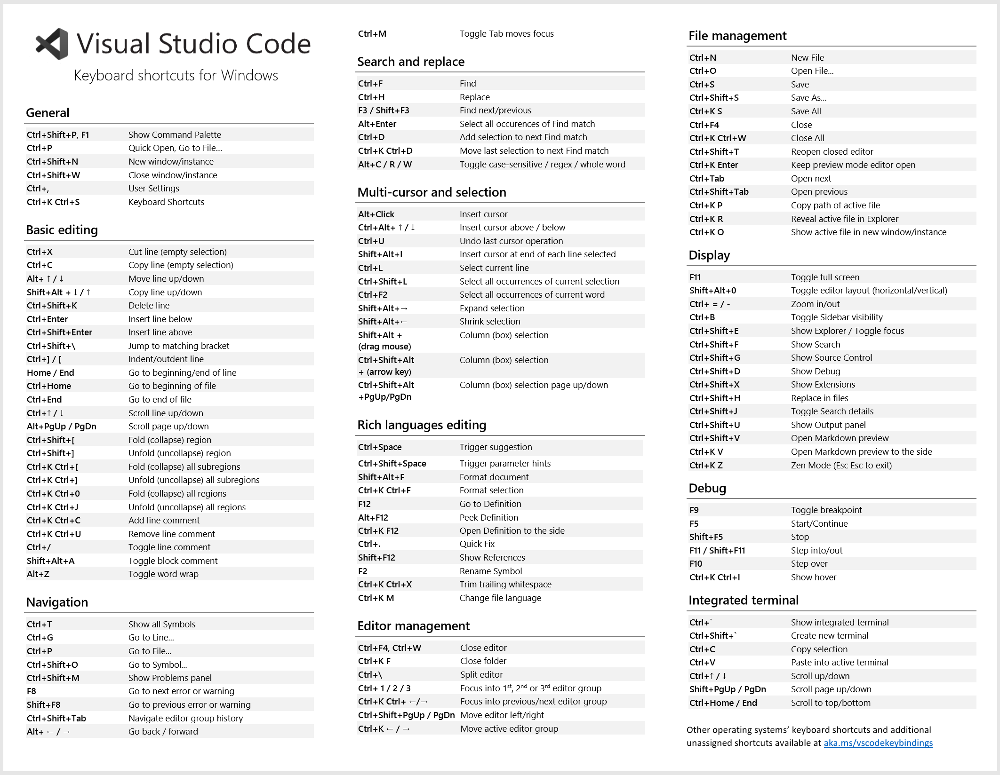 Visual Studio Code
Keyboard shortcuts for Windows
General
Ctrl+Shift+P, F1 Show Command Palette
Ctrl+P Quick Open, Go to File…
Ctrl+Shift+N New window/instance
Ctrl+Shift+W Close window/instance
Ctrl+, User Settings
Ctrl+K Ctrl+S Keyboard Shortcuts
Basic editing
Ctrl+X Cut line (empty selection)
Ctrl+C Copy line (empty selection)
Alt+ ↑ / ↓ Move line up/down
Shift+Alt + ↓ / ↑ Copy line up/down
Ctrl+Shift+K Delete line
Ctrl+Enter Insert line below
Ctrl+Shift+Enter Insert line above
Ctrl+Shift+\ Jump to matching bracket
Ctrl+] / [ Indent/outdent line
Home / End Go to beginning/end of line
Ctrl+Home Go to beginning of file
Ctrl+End Go to end of file
Ctrl+↑ / ↓ Scroll line up/down
Alt+PgUp / PgDn Scroll page up/down
Ctrl+Shift+[ Fold (collapse) region
Ctrl+Shift+] Unfold (uncollapse) region
Ctrl+K Ctrl+[ Fold (collapse) all subregions
Ctrl+K Ctrl+] Unfold (uncollapse) all subregions
Ctrl+K Ctrl+0 Fold (collapse) all regions
Ctrl+K Ctrl+J Unfold (uncollapse) all regions
Ctrl+K Ctrl+C Add line comment
Ctrl+K Ctrl+U Remove line comment
Ctrl+/ Toggle line comment
Shift+Alt+A Toggle block comment
Alt+Z Toggle word wrap
Navigation
Ctrl+T Show all Symbols
Ctrl+G Go to Line...
Ctrl+P Go to File...
Ctrl+Shift+O Go to Symbol...
Ctrl+Shift+M Show Problems panel
F8 Go to next error or warning
Shift+F8 Go to previous error or warning
Ctrl+Shift+Tab Navigate editor group history
Alt+ ← / → Go back / forward
Ctrl+M Toggle Tab moves focus
Search and replace
Ctrl+F Find
Ctrl+H Replace
F3 / Shift+F3 Find next/previous
Alt+Enter Select all occurences of Find match
Ctrl+D Add selection to next Find match
Ctrl+K Ctrl+D Move last selection to next Find match
Alt+C / R / W Toggle case-sensitive / regex / whole word
Multi-cursor and selection
Alt+Click Insert cursor
Ctrl+Alt+ ↑ / ↓ Insert cursor above / below
Ctrl+U Undo last cursor operation
Shift+Alt+I Insert cursor at end of each line selected
Ctrl+L Select current line
Ctrl+Shift+L Select all occurrences of current selection
Ctrl+F2 Select all occurrences of current word
Shift+Alt+→ Expand selection
Shift+Alt+← Shrink selection
Shift+Alt + Column (box) selection
(drag mouse)
Ctrl+Shift+Alt Column (box) selection
+ (arrow key)
Ctrl+Shift+Alt Column (box) selection page up/down
+PgUp/PgDn
Rich languages editing
Ctrl+Space Trigger suggestion
Ctrl+Shift+Space Trigger parameter hints
Shift+Alt+F Format document
Ctrl+K Ctrl+F Format selection
F12 Go to Definition
Alt+F12 Peek Definition
Ctrl+K F12 Open Definition to the side
Ctrl+. Quick Fix
Shift+F12 Show References
F2 Rename Symbol
Ctrl+K Ctrl+X Trim trailing whitespace
Ctrl+K M Change file language
Editor management
Ctrl+F4, Ctrl+W Close editor
Ctrl+K F Close folder
Ctrl+\ Split editor
Ctrl+ 1 / 2 / 3 Focus into 1st, 2nd or 3rd editor group
Ctrl+K Ctrl+ ←/→ Focus into previous/next editor group
Ctrl+Shift+PgUp / PgDn Move editor left/right
Ctrl+K ← / → Move active editor group
File management
Ctrl+N New File
Ctrl+O Open File...
Ctrl+S Save
Ctrl+Shift+S Save As...
Ctrl+K S Save All
Ctrl+F4 Close
Ctrl+K Ctrl+W Close All
Ctrl+Shift+T Reopen closed editor
Ctrl+K Enter Keep preview mode editor open
Ctrl+Tab Open next
Ctrl+Shift+Tab Open previous
Ctrl+K P Copy path of active file
Ctrl+K R Reveal active file in Explorer
Ctrl+K O Show active file in new window/instance
Display
F11 Toggle full screen
Shift+Alt+0 Toggle editor layout (horizontal/vertical)
Ctrl+ = / - Zoom in/out
Ctrl+B Toggle Sidebar visibility
Ctrl+Shift+E Show Explorer / Toggle focus
Ctrl+Shift+F Show Search
Ctrl+Shift+G Show Source Control
Ctrl+Shift+D Show Debug
Ctrl+Shift+X Show Extensions
Ctrl+Shift+H Replace in files
Ctrl+Shift+J Toggle Search details
Ctrl+Shift+U Show Output panel
Ctrl+Shift+V Open Markdown preview
Ctrl+K V Open Markdown preview to the side
Ctrl+K Z Zen Mode (Esc Esc to exit)
Debug
F9 Toggle breakpoint
F5 Start/Continue
Shift+F5 Stop
F11 / Shift+F11 Step into/out
F10 Step over
Ctrl+K Ctrl+I Show hover
Integrated terminal
Ctrl+` Show integrated terminal
Ctrl+Shift+` Create new terminal
Ctrl+C Copy selection
Ctrl+V Paste into active terminal
Ctrl+↑ / ↓ Scroll up/down
Shift+PgUp / PgDn Scroll page up/down
Ctrl+Home / End Scroll to top/bottom
Other operating systems’ keyboard shortcuts and additional
unassigned shortcuts available at aka.ms/vscodekeybindings